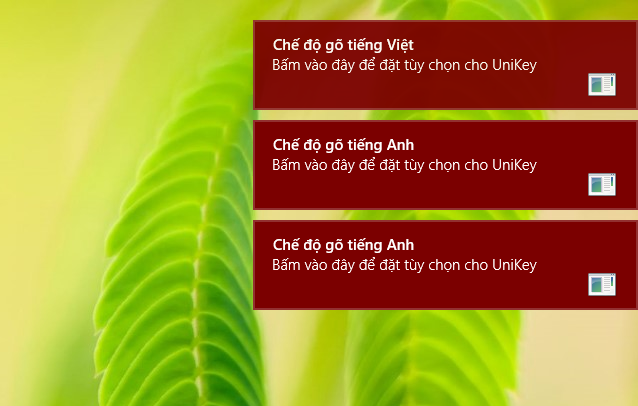 Chế độ gõ tiếng Việt
Bấm vào đây để đặt tùy chọn cho UniKey
Chế độ gõ tiếng Anh
Bấm vào đây để đặt tùy chọn cho UniKey
Chế độ gõ tiếng Anh
Bấm vào đây để đặt tùy chọn cho UniKey